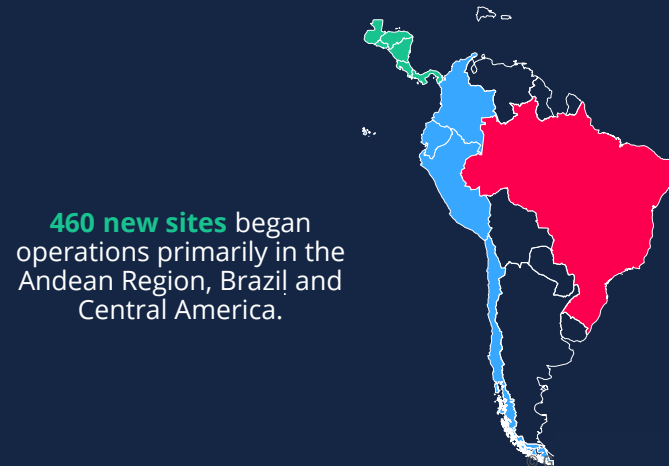 460 new sites began
operations primarily in the
Andean Region, Brazil and
Central America.